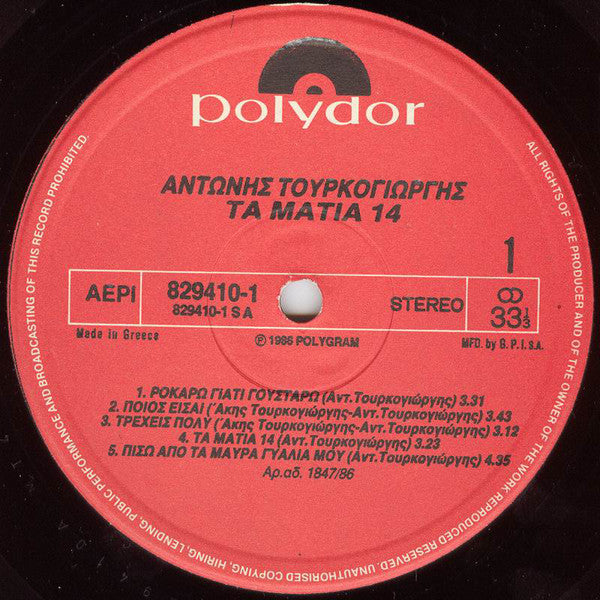 polydor
ΑΝΤΩΝΗΣ ΤΟΥΡΚΟΓΙΩΡΓΗΣ
ΤΑ ΜΑΤΙΑ 14
1
ΑΕΡΙ
829410-1
829410-1 S A
STEREO
33 1/3
Made in Greece
℗ 1986 POLYGRAM
MFD. by G. P. I. S.A.
1. ΡΟΚΑΡΩ ΓΙΑΤΙ ΓΟΥΣΤΑΡΩ (Αντ.Τουρκογιώργης) 3.31
2. ΠΟΙΟΣ ΕΙΣΑΙ (Άκης Τουρκογιώργης-Αντ.Τουρκογιώργης) 3.43
3. ΤΡΕΧΕΙΣ ΠΟΛΥ (Άκης Τουρκογιώργης-Αντ.Τουρκογιώργης) 3.12
4. ΤΑ ΜΑΤΙΑ 14 (Αντ.Τουρκογιώργης) 3.23
5. ΠΙΣΩ ΑΠΟ ΤΑ ΜΑΥΡΑ ΓΥΑΛΙΑ ΜΟΥ (Αντ.Τουρκογιώργης) 4.35
Αρ.αδ. 1847/86
ALL RIGHTS OF THE PRODUCER AND OF THE OWNER OF THE WORK REPRODUCED RESERVED. UNAUTHORISED COPYING, HIRING, LENDING, PUBLIC PERFORMANCE AND BROADCASTING OF THIS RECORD PROHIBITED.